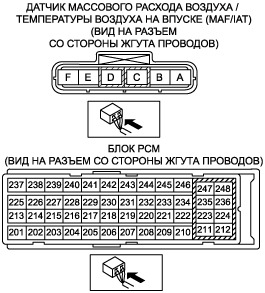 ДАТЧИК МАССОВОГО РАСХОДА ВОЗДУХА /
ТЕМПЕРАТУРЫ ВОЗДУХА НА ВПУСКЕ (MAF/IAT)
(ВИД НА РАЗЪЕМ
СО СТОРОНЫ ЖГУТА ПРОВОДОВ)
F E D C B A
БЛОК PCM
(ВИД НА РАЗЪЕМ СО СТОРОНЫ ЖГУТА ПРОВОДОВ)
237 238 239 240 241 242 243 244 245 246 247 248
225 226 227 228 229 230 231 232 233 234 235 236
213 214 215 216 217 218 219 220 221 222 223 224
201 202 203 204 205 206 207 208 209 210 211 212